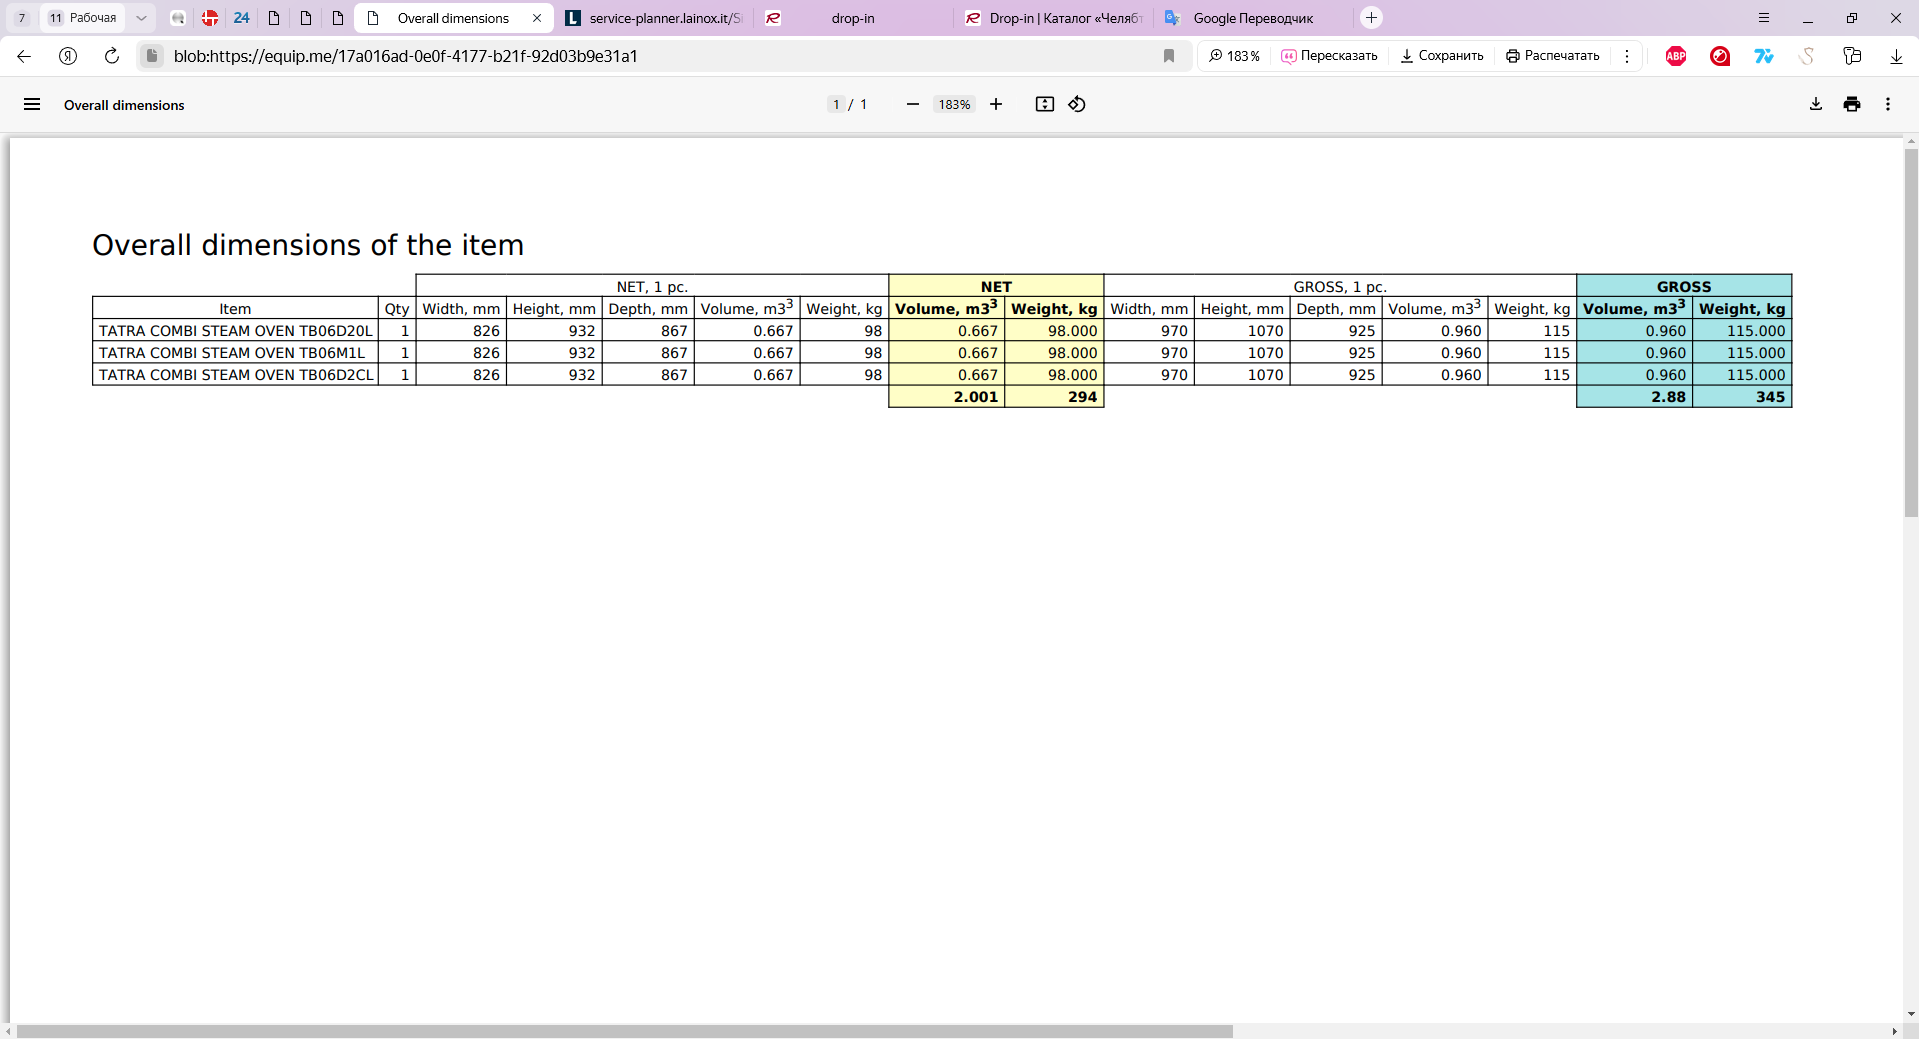 7 11 Рабочая 24 Overall dimensions service-planner.lainox.it/S drop-in Drop-in | Каталог «Челяб Google Переводчик
blob:https://equip.me/17a016ad-0e0f-4177-b21f-92d03b9e31a1 183 % Пересказать Сохранить Распечатать ABP
Overall dimensions 1 / 1 183%
Overall dimensions of the item
NET, 1 pc. NET GROSS, 1 pc. GROSS
Item Qty Width, mm Height, mm Depth, mm Volume, m3³ Weight, kg Volume, m3³ Weight, kg Width, mm Height, mm Depth, mm Volume, m3³ Weight, kg Volume, m3³ Weight, kg
TATRA COMBI STEAM OVEN TB06D20L 1 826 932 867 0.667 98 0.667 98.000 970 1070 925 0.960 115 0.960 115.000
TATRA COMBI STEAM OVEN TB06M1L 1 826 932 867 0.667 98 0.667 98.000 970 1070 925 0.960 115 0.960 115.000
TATRA COMBI STEAM OVEN TB06D2CL 1 826 932 867 0.667 98 0.667 98.000 970 1070 925 0.960 115 0.960 115.000
2.001 294 2.88 345